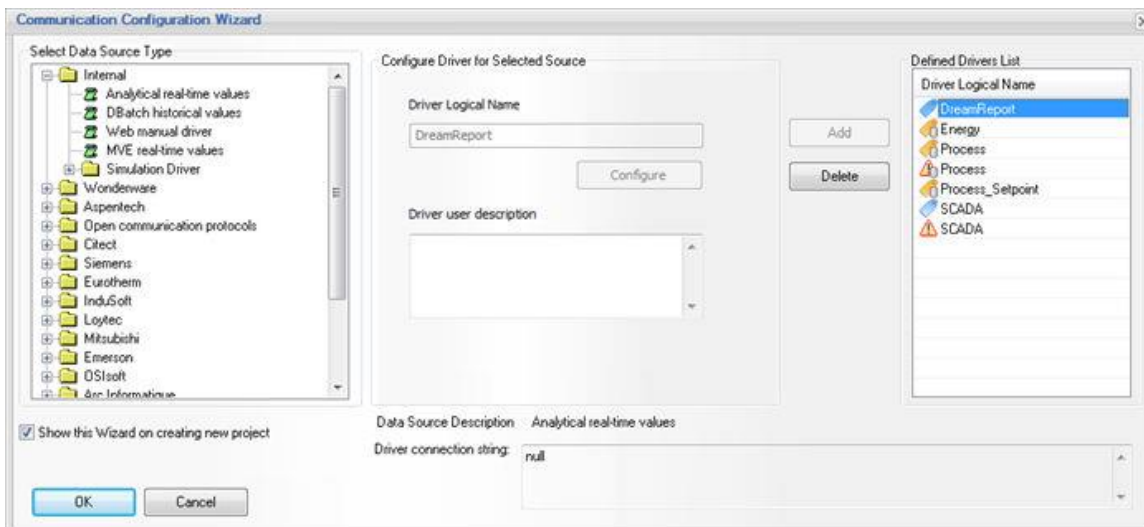 Communication Configuration Wizard
Select Data Source Type
Internal
Analytical real-time values
DBatch historical values
Web manual driver
MVE real-time values
Simulation Driver
Wonderware
Aspentech
Open communication protocols
Citect
Siemens
Eurotherm
InduSoft
Loytec
Mitsubishi
Emerson
OSIsoft
Arc Informatique
Show this Wizard on creating new project
OK
Cancel
Configure Driver for Selected Source
Driver Logical Name
DreamReport
Configure
Driver user description
Add
Delete
Defined Drivers List
Driver Logical Name
DreamReport
Energy
Process
Process
Process_Setpoint
SCADA
SCADA
Data Source Description Analytical real-time values
Driver connection string: null